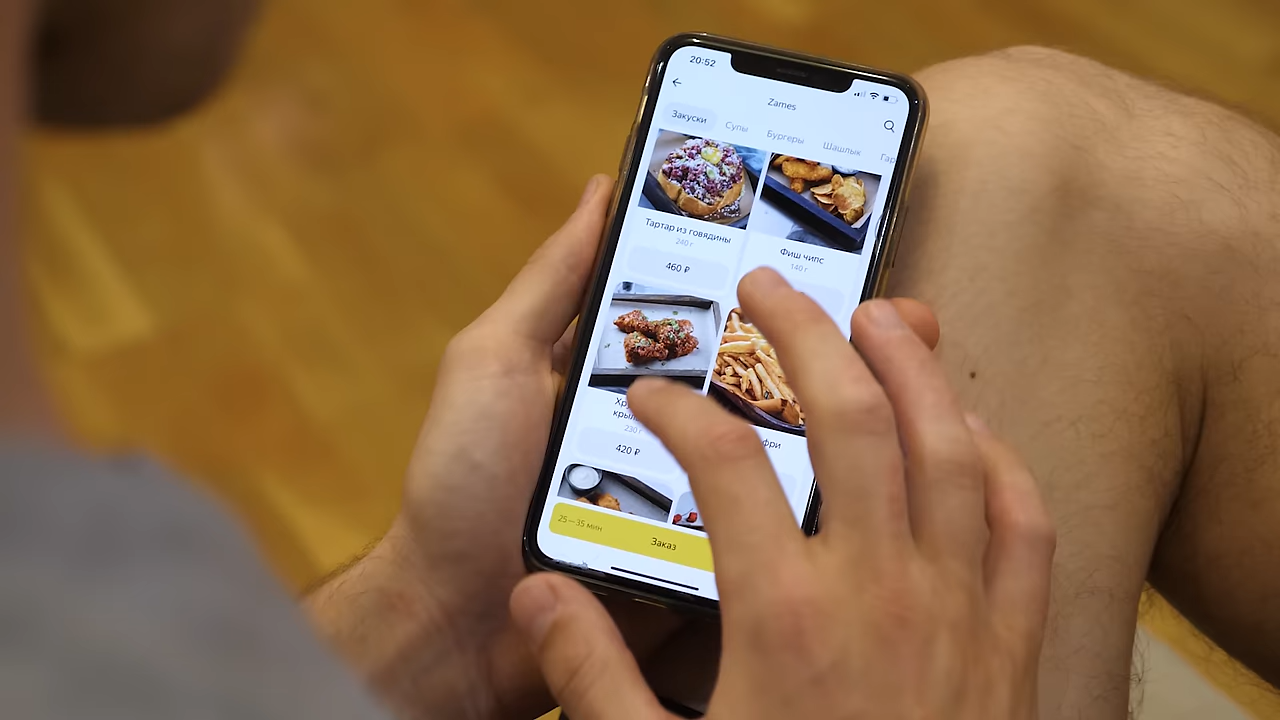 20:52
Zames
Закуски Супы Бургеры Шашлык Гар
Тартар из говядины
240 г
460 ₽
Фиш чипс
140 г
230 г
420 ₽
фри
25–35 мин
Заказ